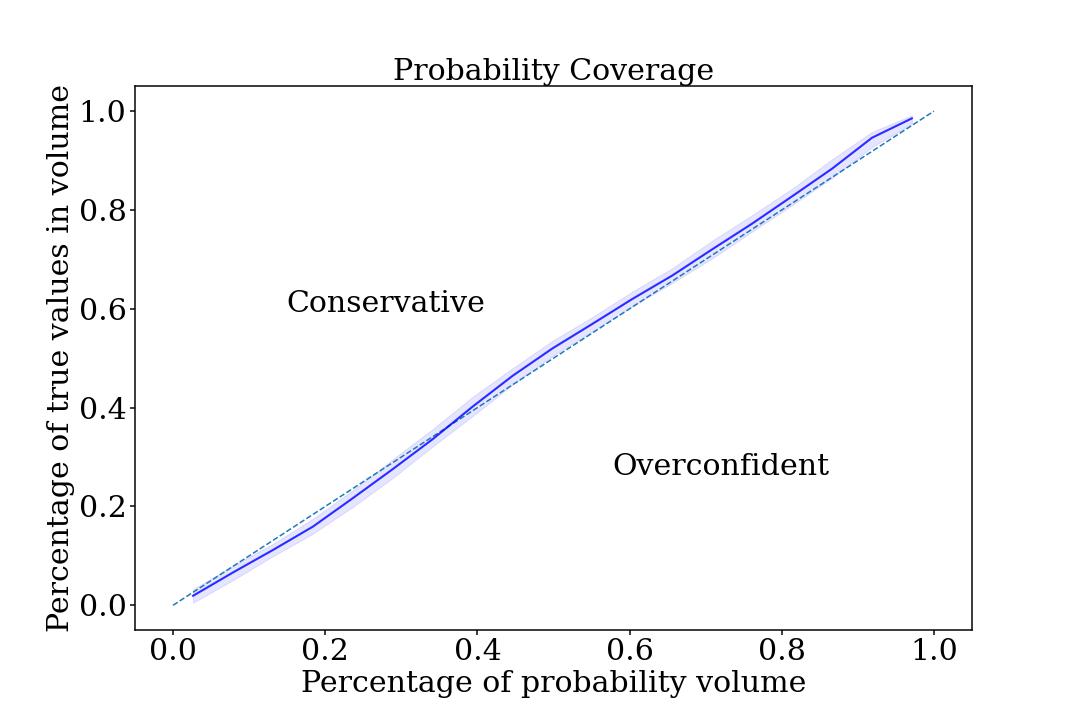 Probability Coverage
Percentage of true values in volume
1.0
0.8
0.6
0.4
0.2
0.0
Conservative
Overconfident
0.0 0.2 0.4 0.6 0.8 1.0
Percentage of probability volume